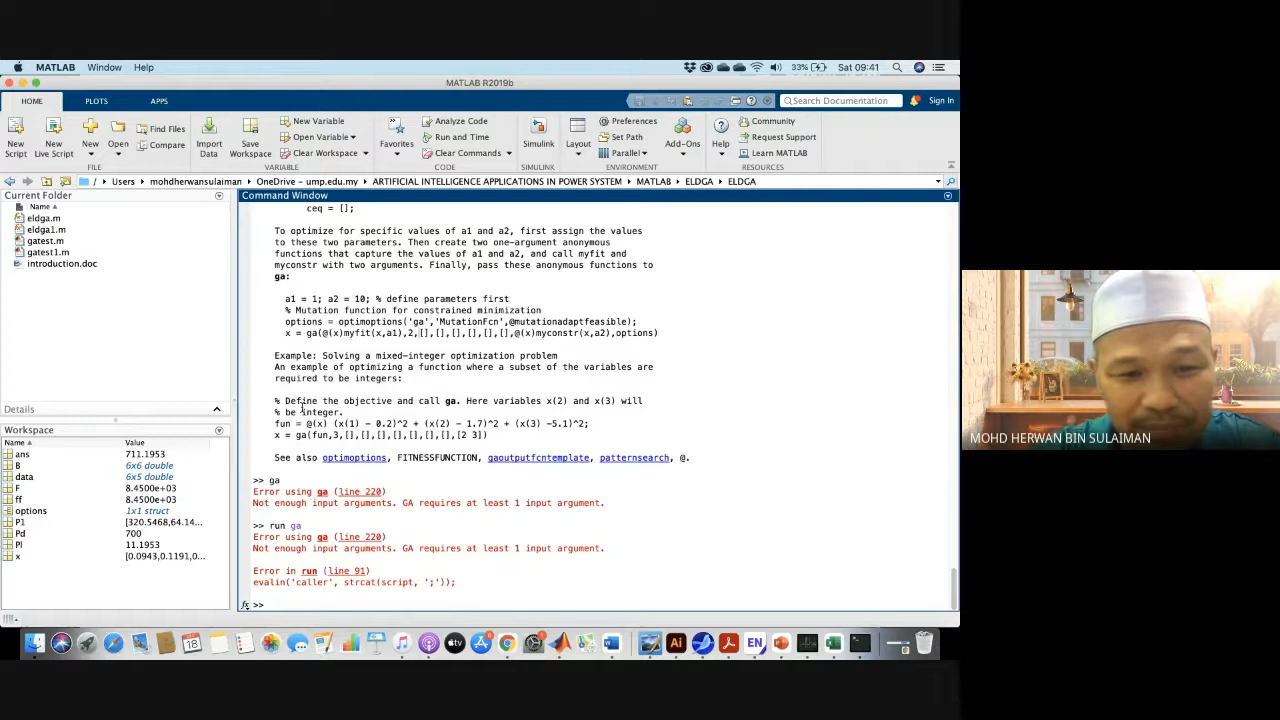 MATLAB Window Help
33% Sat 09:41
MATLAB R2019b
HOME PLOTS APPS
Search Documentation Sign In
New Script
New Live Script
New
Open
Find Files
Compare
Import Data
Save Workspace
New Variable
Open Variable
Clear Workspace
Favorites
Analyze Code
Run and Time
Clear Commands
Simulink
Layout
Preferences
Set Path
Parallel
Add-Ons
Help
Community
Request Support
Learn MATLAB
FILE VARIABLE CODE SIMULINK ENVIRONMENT RESOURCES
/ Users mohdherwansulaiman OneDrive - ump.edu.my ARTIFICIAL INTELLIGENCE APPLICATIONS IN POWER SYSTEM MATLAB ELDGA ELDGA
Current Folder
Name
eldga.m
eldga1.m
gatest.m
gatest1.m
introduction.doc
Details
Workspace
Name Value
ans 711.1953
B 6x6 double
data 6x5 double
F 8.4500e+03
ff 8.4500e+03
options 1x1 struct
P1 [320.5468,64.14...
Pd 700
Pl 11.1953
x [0.0943,0.1191,0...
Command Window
ceq = [];
To optimize for specific values of a1 and a2, first assign the values
to these two parameters. Then create two one-argument anonymous
functions that capture the values of a1 and a2, and call myfit and
myconstr with two arguments. Finally, pass these anonymous functions to
ga:
a1 = 1; a2 = 10; % define parameters first
% Mutation function for constrained minimization
options = optimoptions('ga','MutationFcn',@mutationadaptfeasible);
x = ga(@(x)myfit(x,a1),2,[],[],[],[],[],[],@(x)myconstr(x,a2),options)
Example: Solving a mixed-integer optimization problem
An example of optimizing a function where a subset of the variables are
required to be integers:
% Define the objective and call ga. Here variables x(2) and x(3) will
% be integer.
fun = @(x) (x(1) - 0.2)^2 + (x(2) - 1.7)^2 + (x(3) -5.1)^2;
x = ga(fun,3,[],[],[],[],[],[],[],[2 3])
See also optimoptions, FITNESSFUNCTION, gaoutputfcntemplate, patternsearch, @.
>> ga
Error using ga (line 220)
Not enough input arguments. GA requires at least 1 input argument.
>> run ga
Error using ga (line 220)
Not enough input arguments. GA requires at least 1 input argument.
Error in run (line 91)
evalin('caller', strcat(script, ';'));
fx >>
MOHD HERWAN BIN SULAIMAN
18
tv
Ai
EN